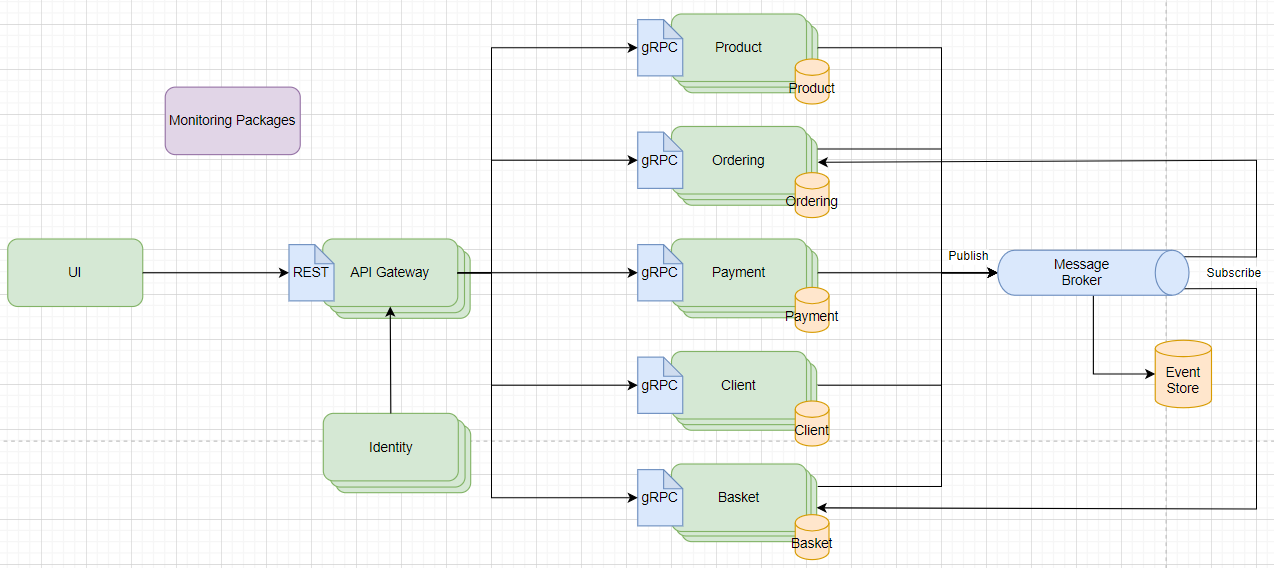 gRPC
Product
Product
Monitoring Packages
gRPC
Ordering
Ordering
UI
REST
API Gateway
gRPC
Payment
Payment
Publish
Message
Broker
Subscribe
Event
Store
gRPC
Client
Client
Identity
gRPC
Basket
Basket